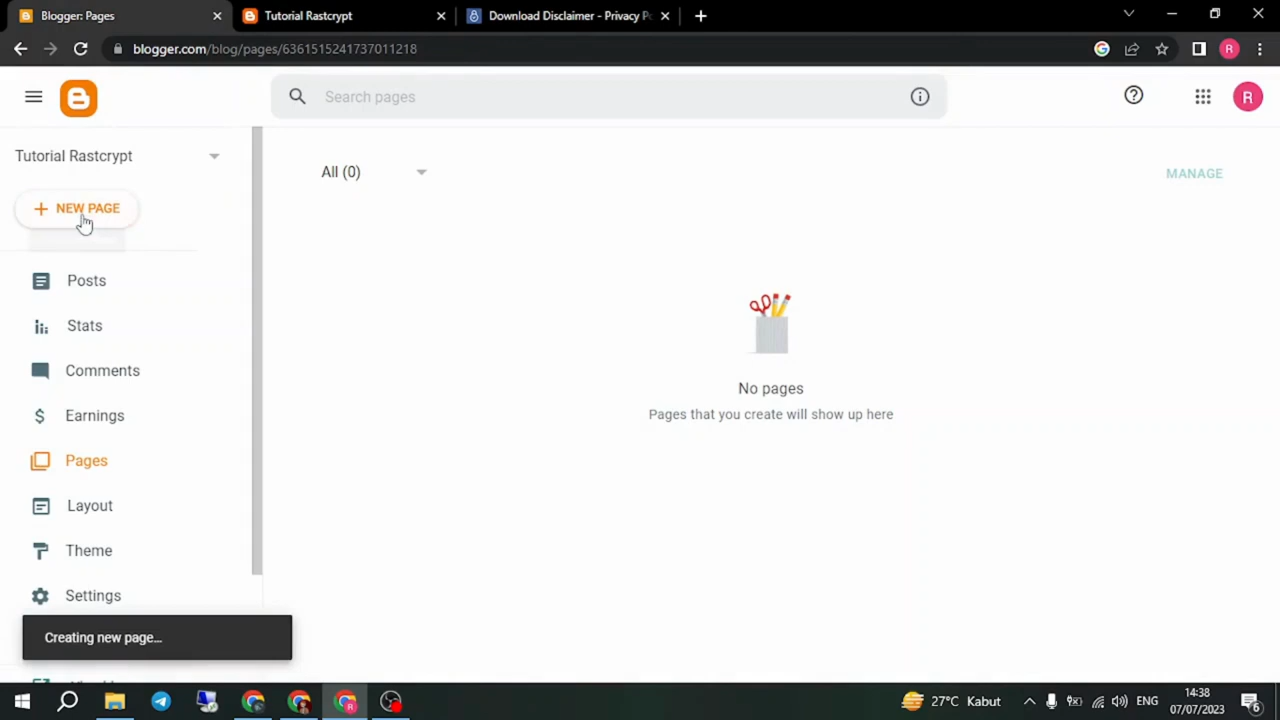 Blogger: Pages
Tutorial Rastcrypt
Download Disclaimer - Privacy Po
blogger.com/blog/pages/6361515241737011218
R
Search pages
R
Tutorial Rastcrypt
All (0)
MANAGE
+ NEW PAGE
Posts
Stats
Comments
Earnings
Pages
Layout
Theme
Settings
No pages
Pages that you create will show up here
Creating new page...
27°C Kabut
ENG
14:38
07/07/2023
6